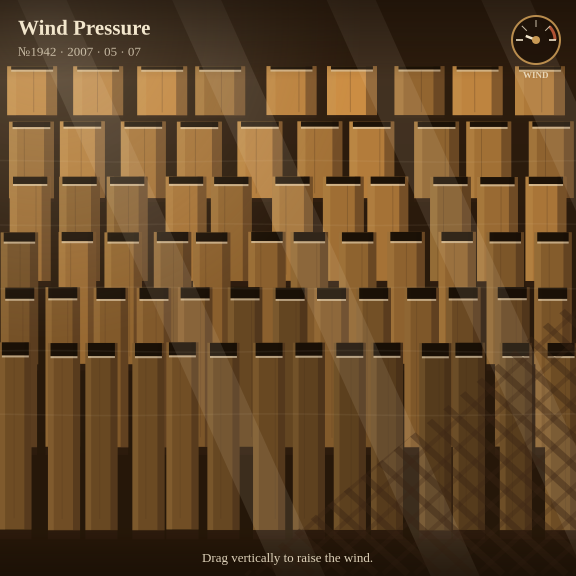 Wind Pressure
№1942 · 2007 · 05 · 07
WIND
Drag vertically to raise the wind.